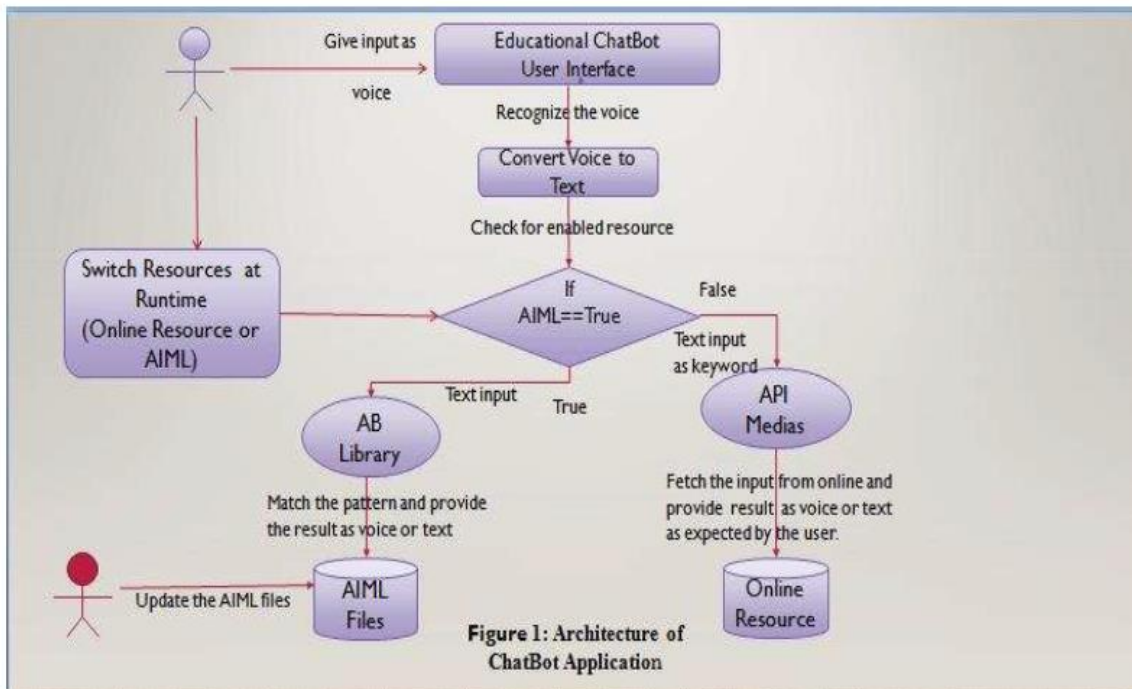 Give input as
voice
Educational ChatBot
User Interface
Recognize the voice
Convert Voice to
Text
Check for enabled resource
Switch Resources at
Runtime
(Online Resource or
AIML)
If
AIML==True
False
Text input
as keyword
Text input
True
AB
Library
API
Medias
Match the pattern and provide
the result as voice or text
Fetch the input from online and
provide result as voice or text
as expected by the user.
Update the AIML files
AIML
Files
Online
Resource
Figure 1: Architecture of
ChatBot Application